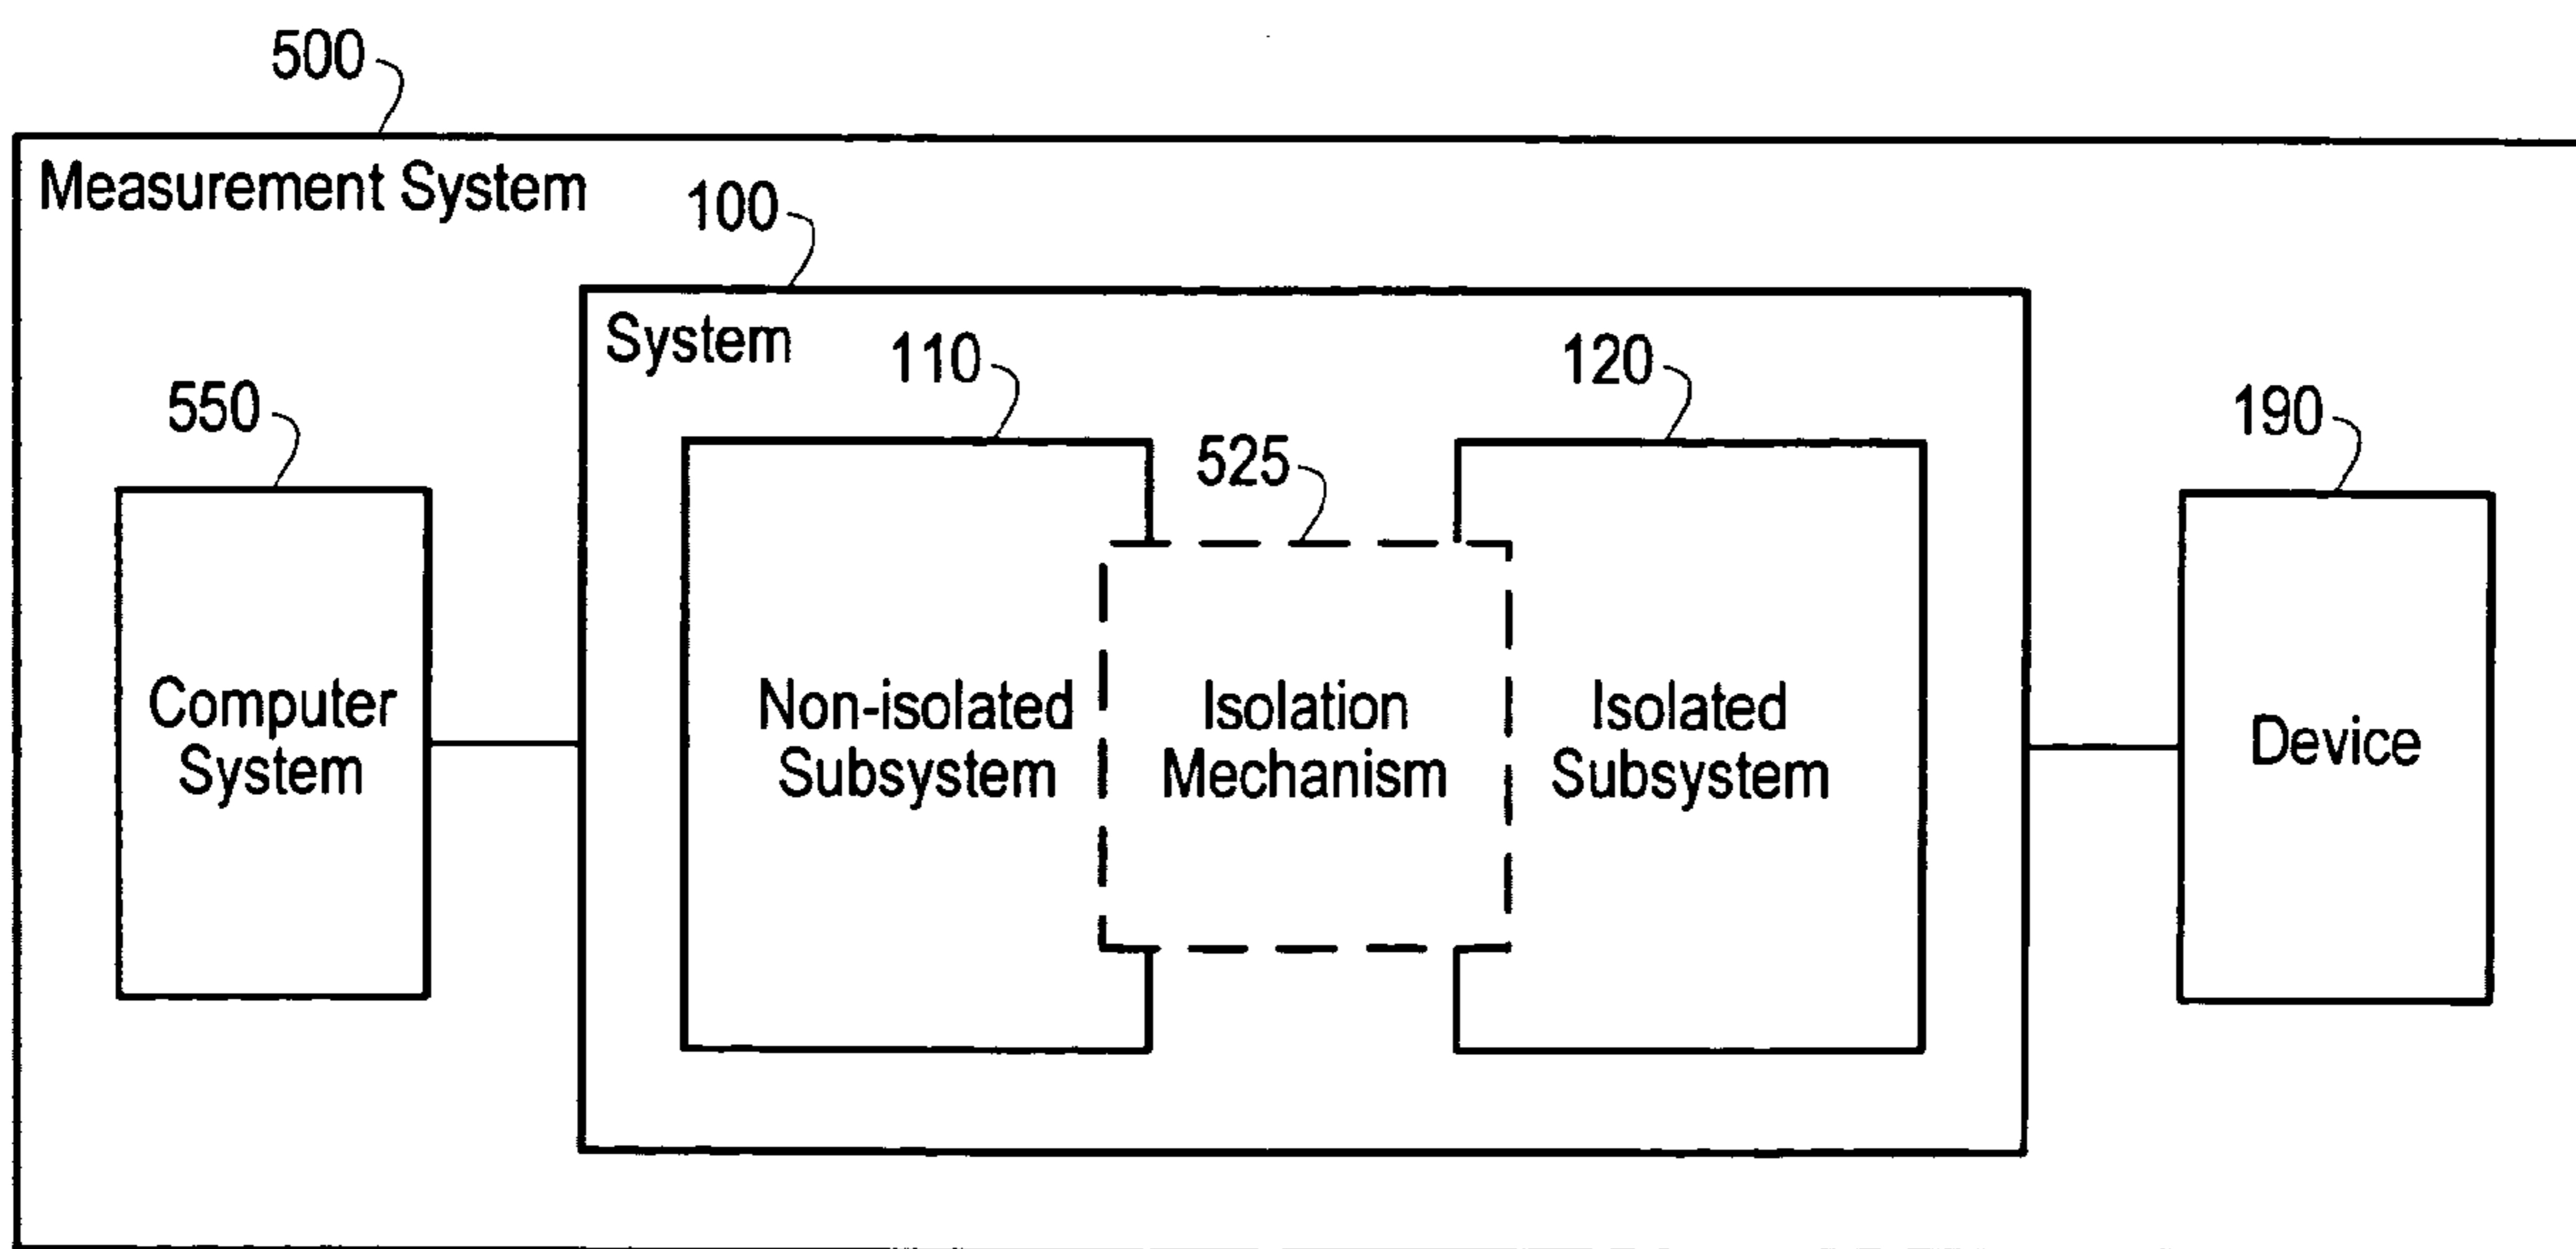 500
Measurement System
100
System
110
120
550
525
190
Computer
System
Non-isolated
Subsystem
Isolation
Mechanism
Isolated
Subsystem
Device